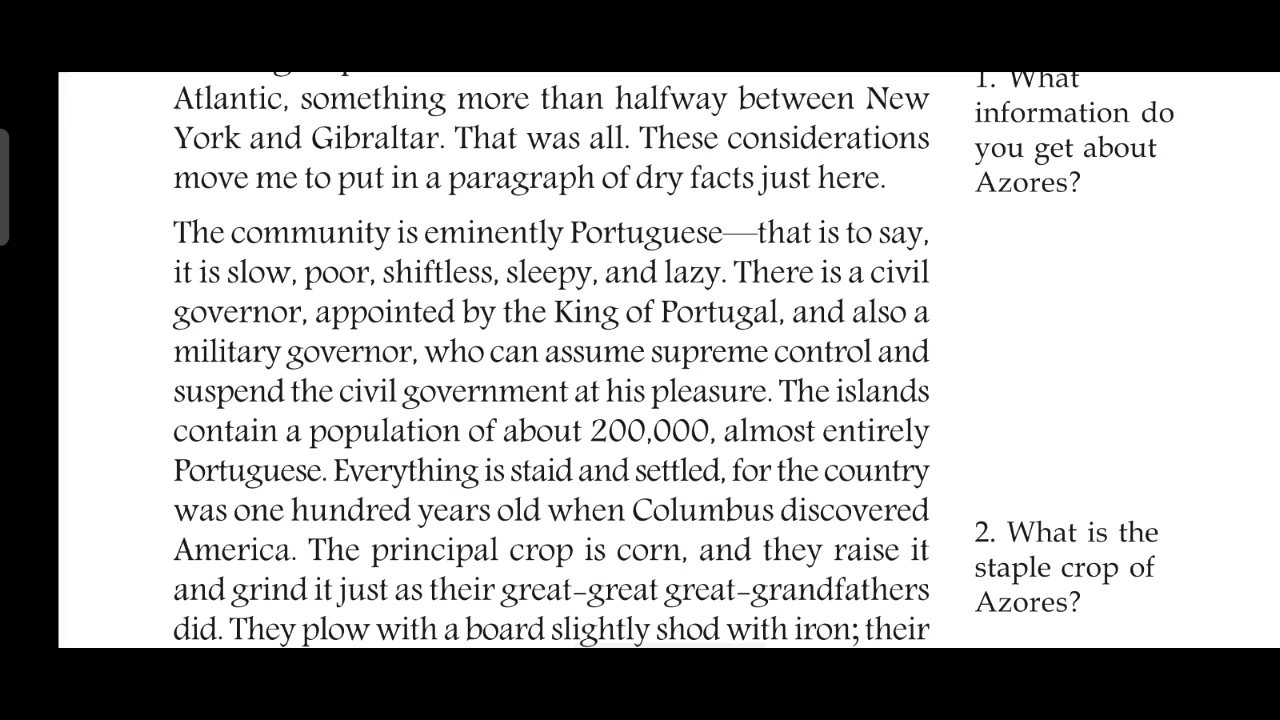 Atlantic, something more than halfway between New
York and Gibraltar. That was all. These considerations
move me to put in a paragraph of dry facts just here.
The community is eminently Portuguese—that is to say,
it is slow, poor, shiftless, sleepy, and lazy. There is a civil
governor, appointed by the King of Portugal, and also a
military governor, who can assume supreme control and
suspend the civil government at his pleasure. The islands
contain a population of about 200,000, almost entirely
Portuguese. Everything is staid and settled, for the country
was one hundred years old when Columbus discovered
America. The principal crop is corn, and they raise it
and grind it just as their great-great great-grandfathers
did. They plow with a board slightly shod with iron; their
1. What
information do
you get about
Azores?
2. What is the
staple crop of
Azores?